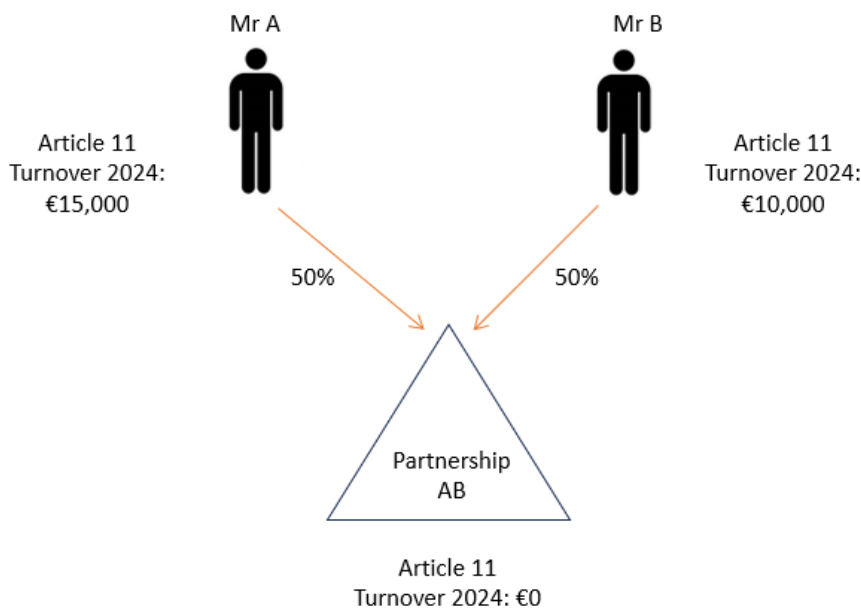 Mr A
Mr B
Article 11
Turnover 2024:
€15,000
Article 11
Turnover 2024:
€10,000
50%
50%
Partnership
AB
Article 11
Turnover 2024: €0